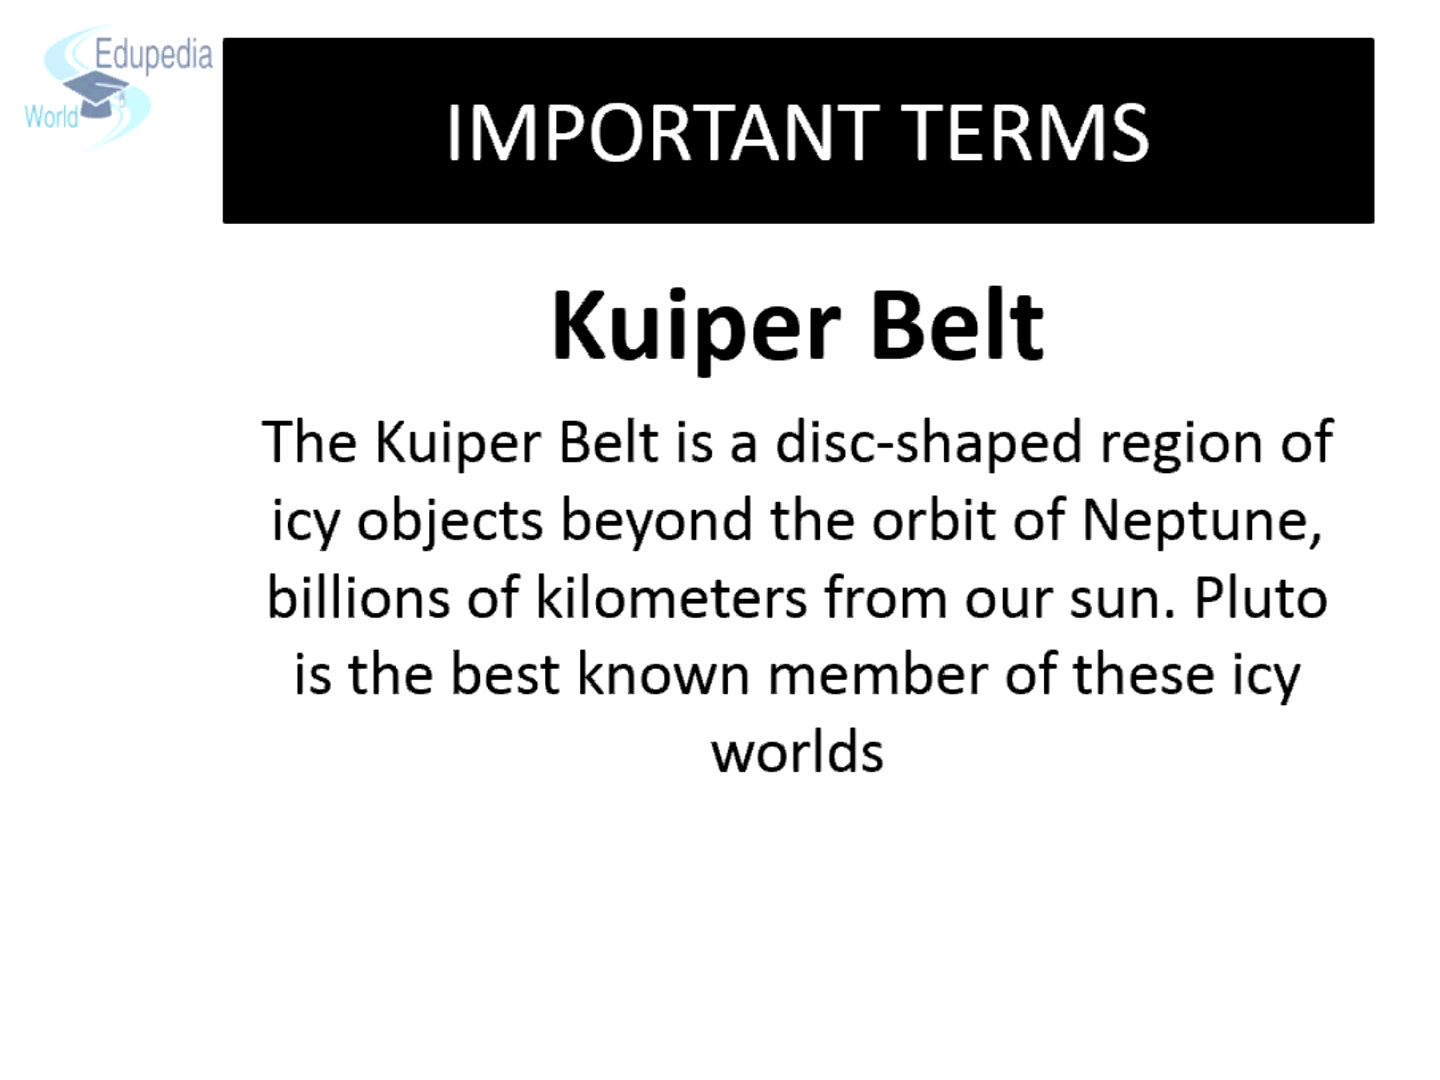 Edupedia
World
IMPORTANT TERMS
Kuiper Belt
The Kuiper Belt is a disc-shaped region of
icy objects beyond the orbit of Neptune,
billions of kilometers from our sun. Pluto
is the best known member of these icy
worlds